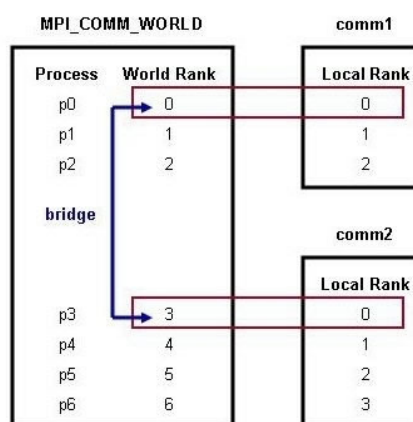 MPI_COMM_WORLD
comm1
Process World Rank
Local Rank
p0 0 0
p1 1 1
p2 2 2
bridge
comm2
Local Rank
p3 3 0
p4 4 1
p5 5 2
p6 6 3